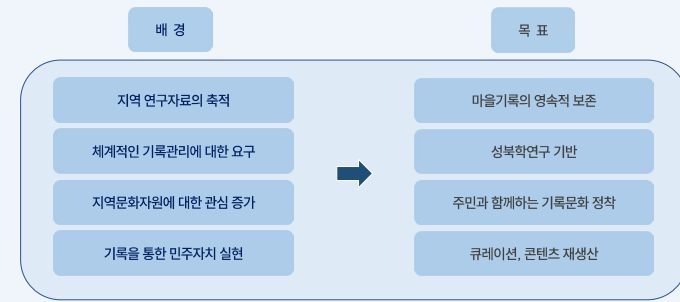 배 경
목 표
지역 연구자료의 축적
체계적인 기록관리에 대한 요구
지역문화자원에 대한 관심 증가
기록을 통한 민주자치 실현
마을기록의 영속적 보존
성북학연구 기반
주민과 함께하는 기록문화 정착
큐레이션, 콘텐츠 재생산